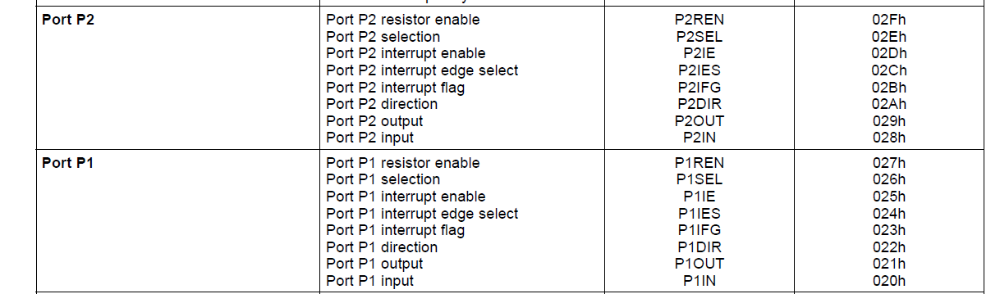 Port P2 Port P2 resistor enable P2REN 02Fh
Port P2 selection P2SEL 02Eh
Port P2 interrupt enable P2IE 02Dh
Port P2 interrupt edge select P2IES 02Ch
Port P2 interrupt flag P2IFG 02Bh
Port P2 direction P2DIR 02Ah
Port P2 output P2OUT 029h
Port P2 input P2IN 028h
Port P1 Port P1 resistor enable P1REN 027h
Port P1 selection P1SEL 026h
Port P1 interrupt enable P1IE 025h
Port P1 interrupt edge select P1IES 024h
Port P1 interrupt flag P1IFG 023h
Port P1 direction P1DIR 022h
Port P1 output P1OUT 021h
Port P1 input P1IN 020h